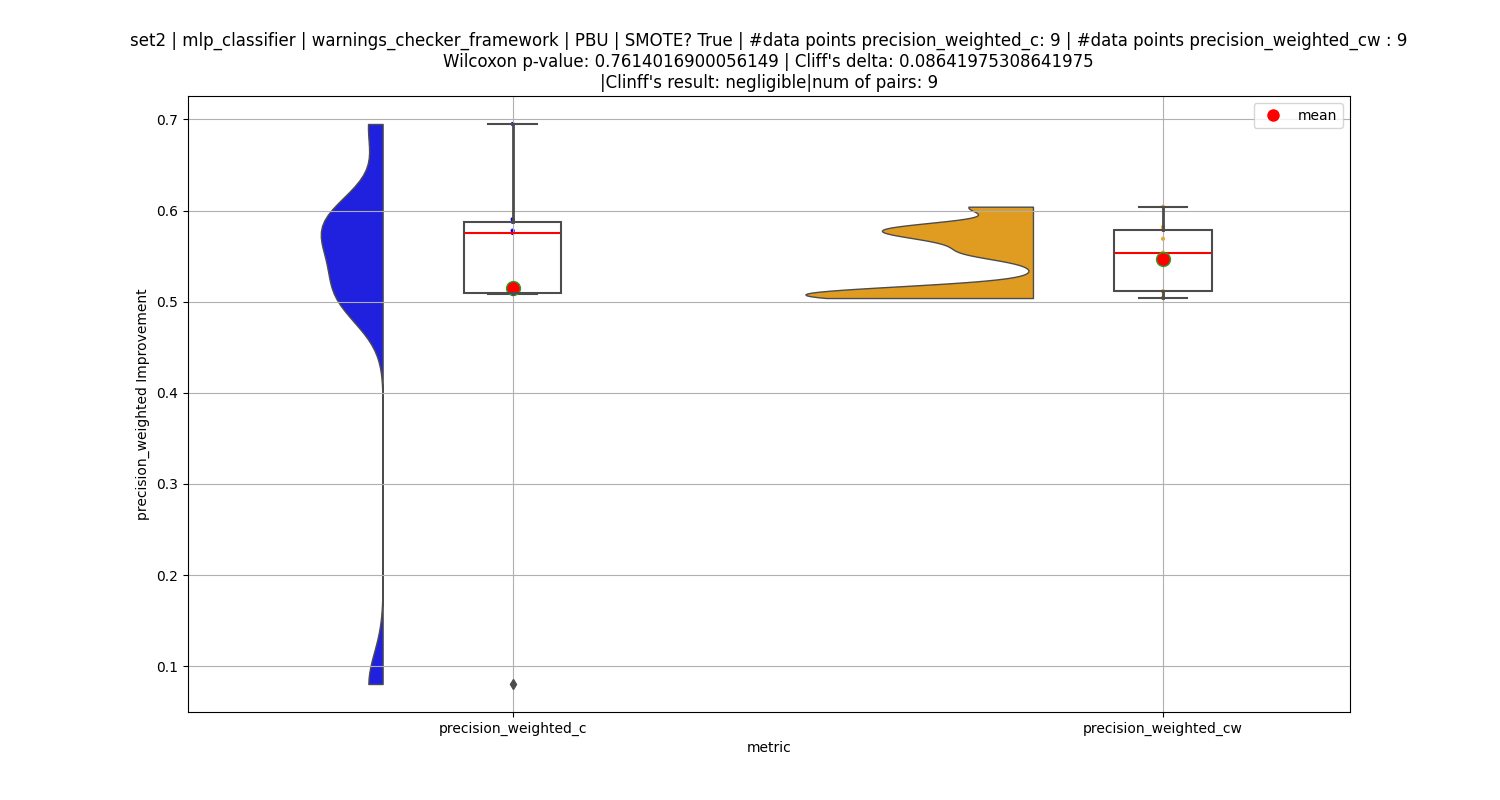 set2 | mlp_classifier | warnings_checker_framework | PBU | SMOTE? True | #data points precision_weighted_c: 9 | #data points precision_weighted_cw : 9
Wilcoxon p-value: 0.7614016900056149 | Cliff's delta: 0.08641975308641975
|Clinff's result: negligible|num of pairs: 9
mean
0.7
0.6
0.5
0.4
0.3
0.2
0.1
precision_weighted Improvement
precision_weighted_c
precision_weighted_cw
metric